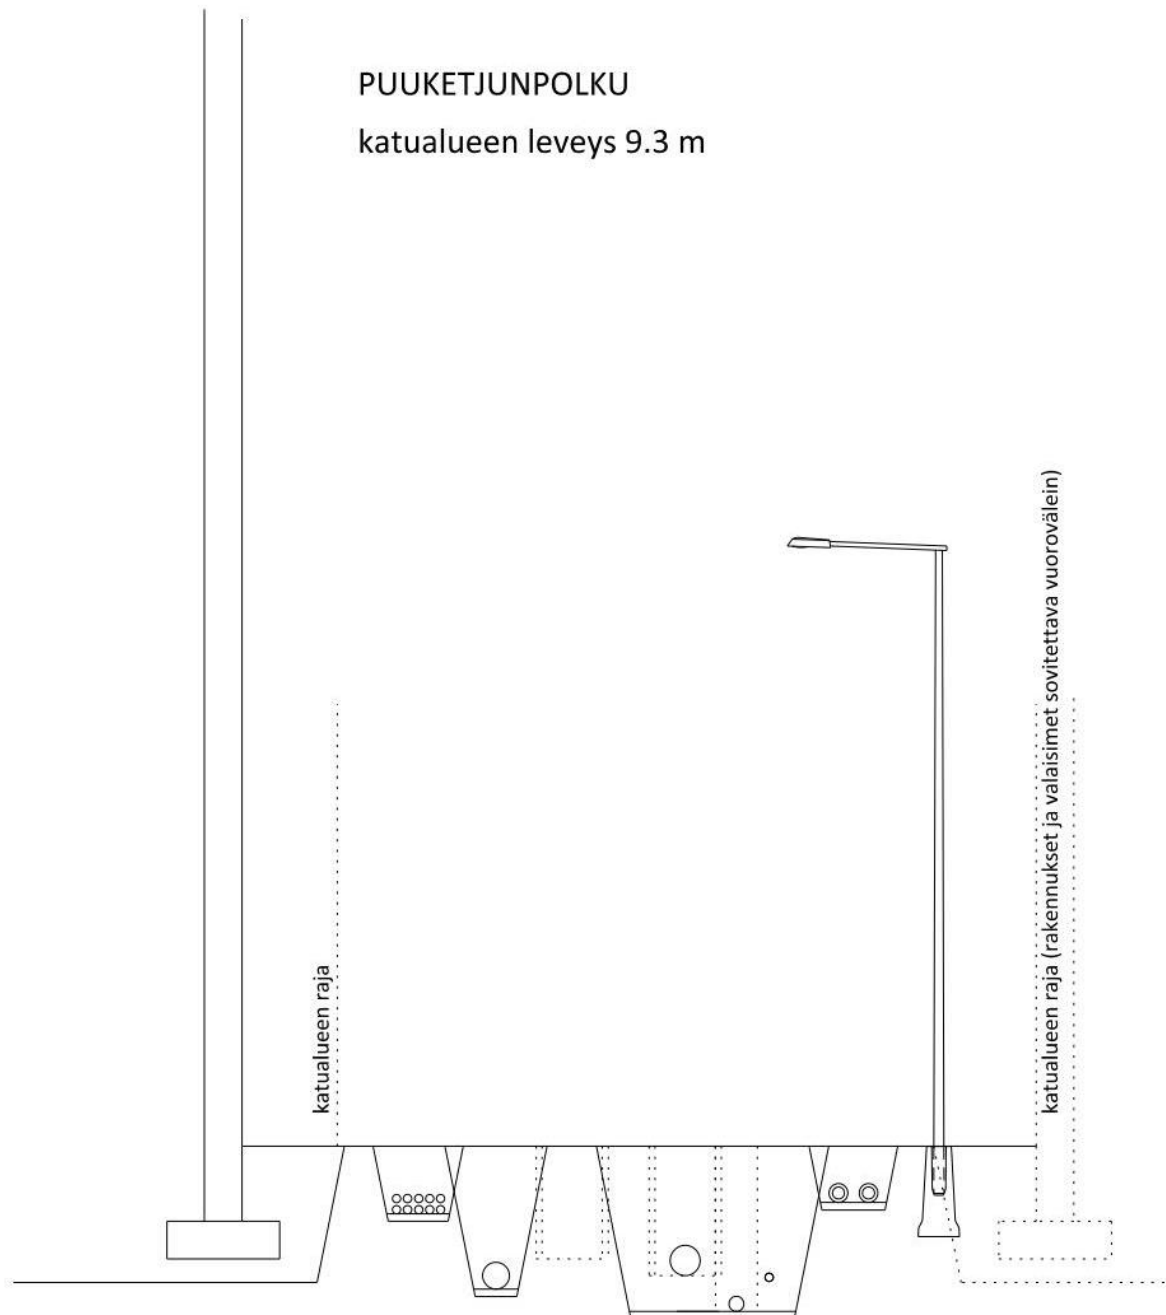 PUUKETJUNPOLKU
katualueen leveys 9.3 m
katualueen raja
katualueen raja (rakennukset ja valaisimet sovitettava vuorovälein)